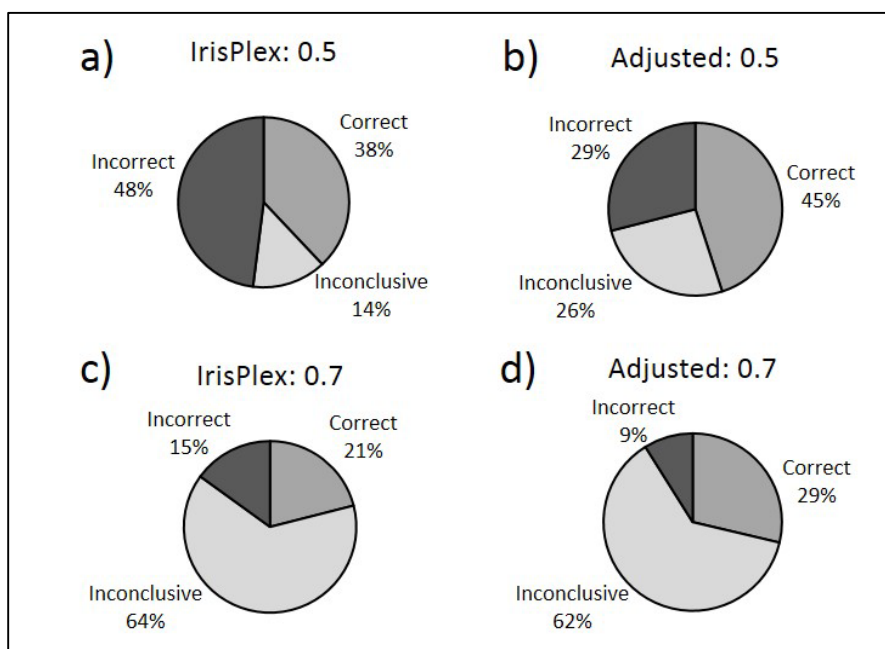 a)
IrisPlex: 0.5
Correct
38%
Incorrect
48%
Inconclusive
14%
b)
Adjusted: 0.5
Incorrect
29%
Correct
45%
Inconclusive
26%
c)
IrisPlex: 0.7
Incorrect
15%
Correct
21%
Inconclusive
64%
d)
Adjusted: 0.7
Incorrect
9%
Correct
29%
Inconclusive
62%